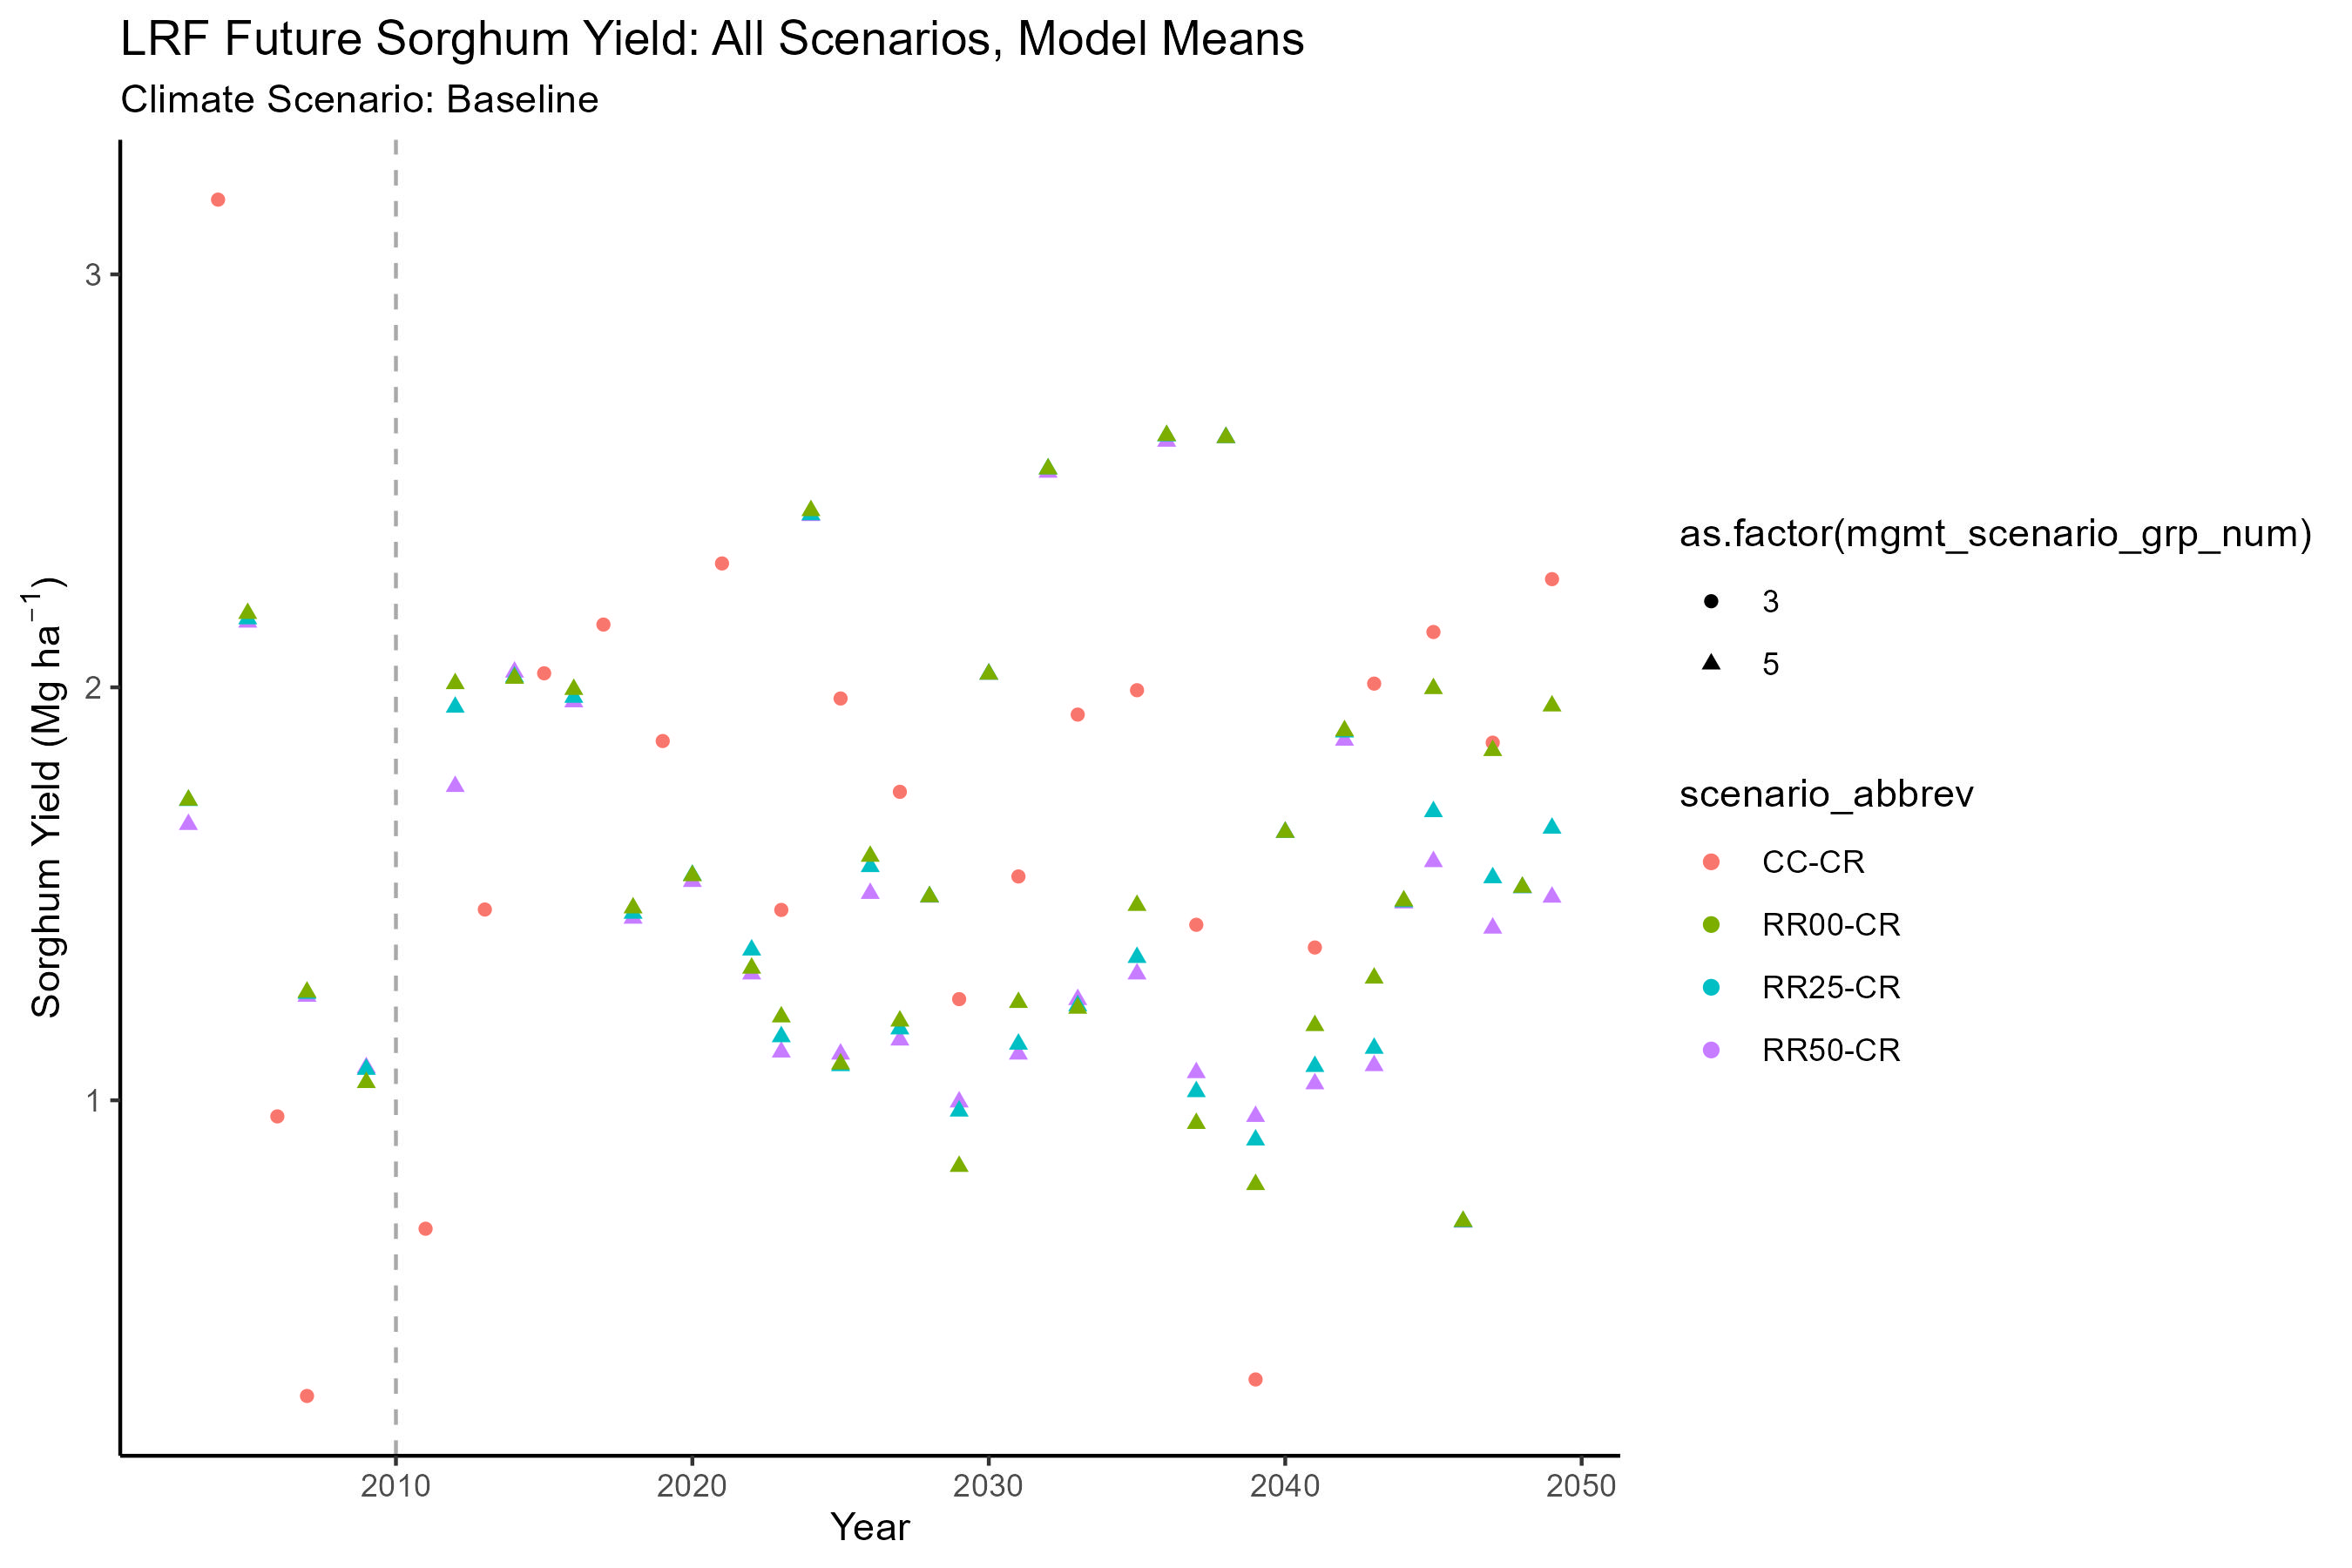 LRF Future Sorghum Yield: All Scenarios, Model Means
Climate Scenario: Baseline
Sorghum Yield (Mg ha⁻¹)
3
2
1
2010
2020
2030
2040
2050
Year
as.factor(mgmt_scenario_grp_num)
3
5
scenario_abbrev
CC-CR
RR00-CR
RR25-CR
RR50-CR